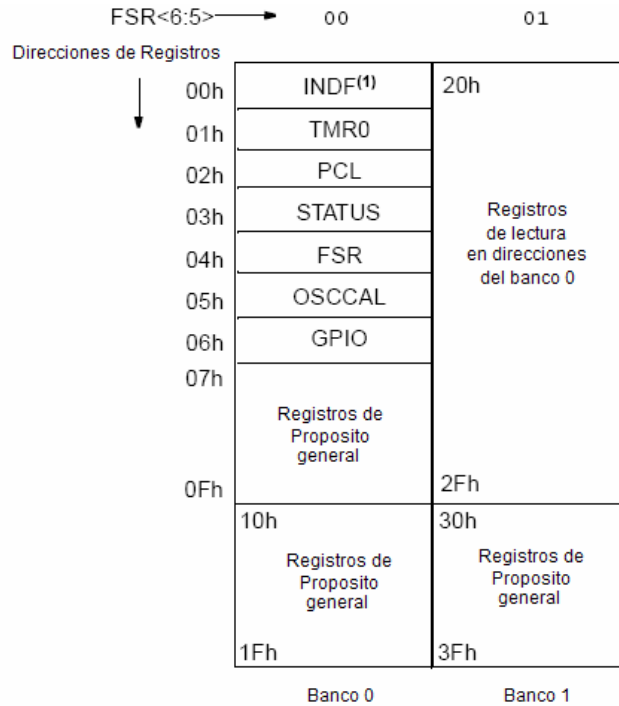 FSR<6:5> 00 01
Direcciones de Registros
00h INDF(1) 20h
01h TMR0
02h PCL
03h STATUS
04h FSR
05h OSCCAL
06h GPIO
Registros
de lectura
en direcciones
del banco 0
07h
Registros de
Proposito
general
0Fh 2Fh
10h 30h
Registros de
Proposito
general
Registros de
Proposito
general
1Fh 3Fh
Banco 0 Banco 1